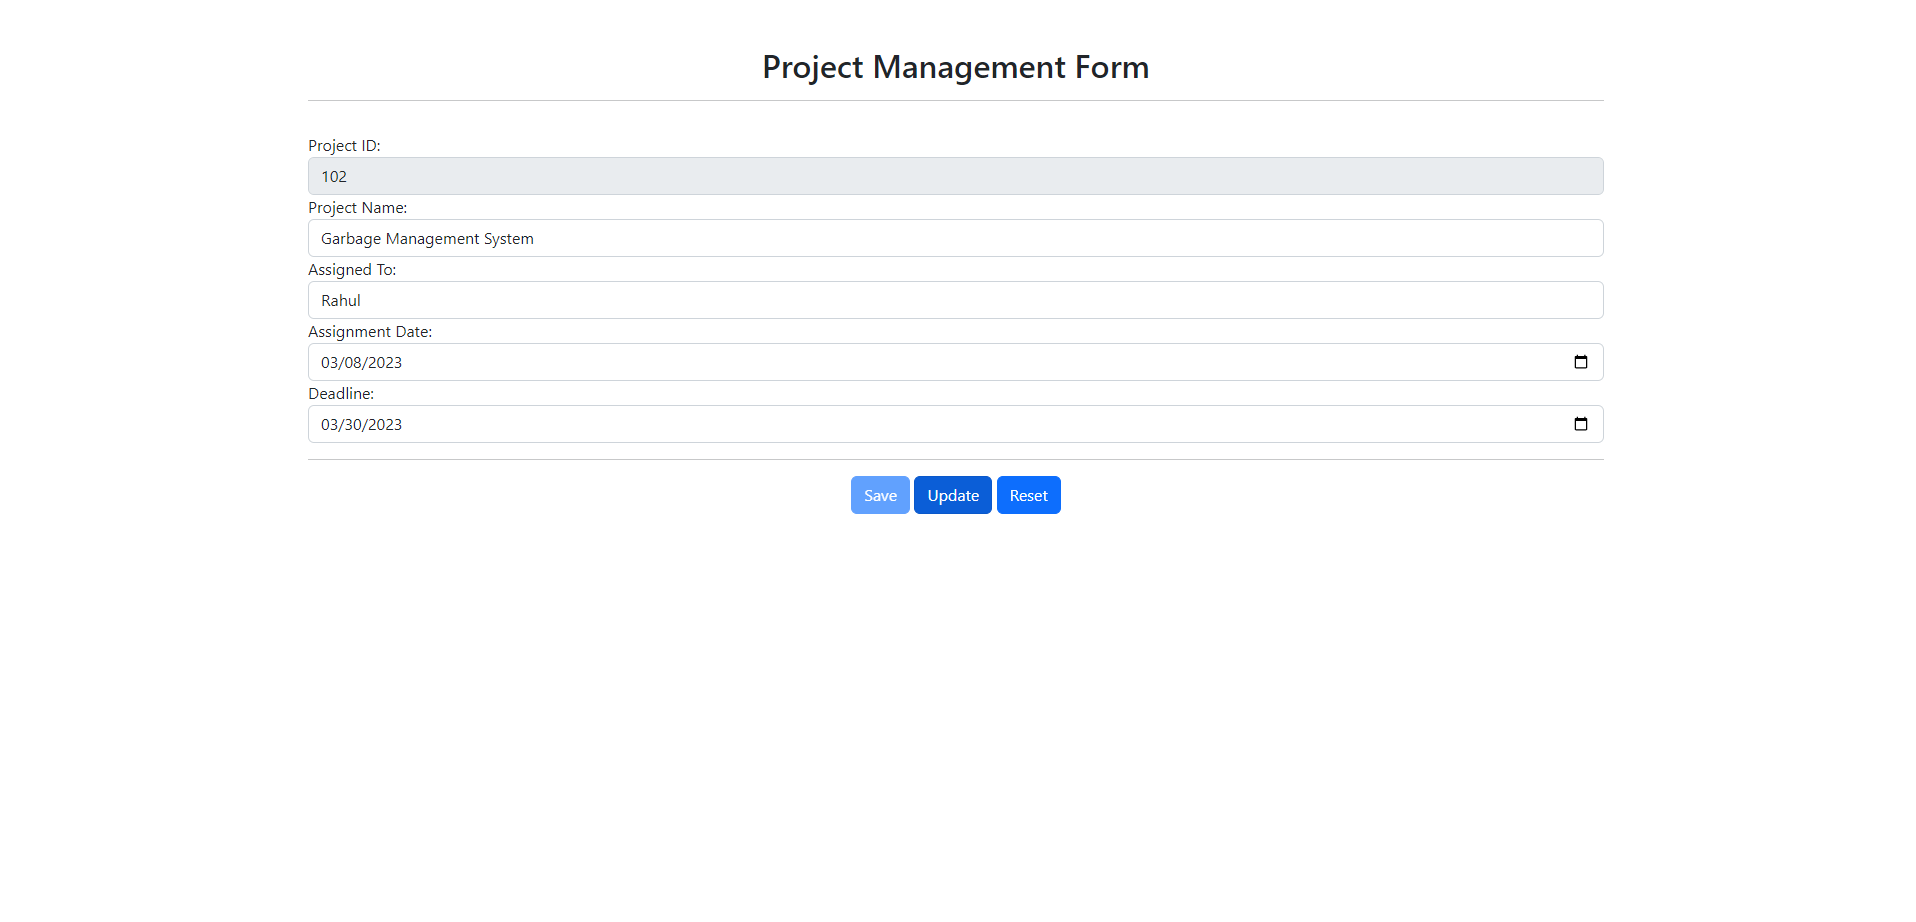 Project Management Form
Project ID:
102
Project Name:
Garbage Management System
Assigned To:
Rahul
Assignment Date:
03/08/2023
Deadline:
03/30/2023
Save Update Reset